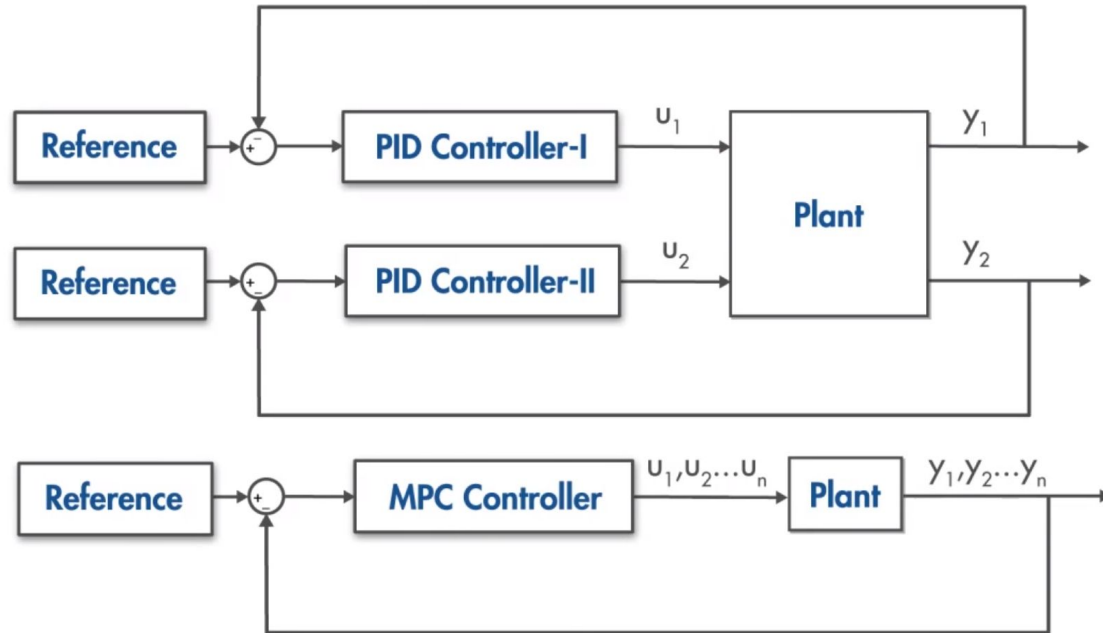 Reference
+
−
PID Controller-I
u₁
Plant
y₁
Reference
+
−
PID Controller-II
u₂
y₂
Reference
+
−
MPC Controller
u₁,u₂...uₙ
Plant
y₁,y₂...yₙ